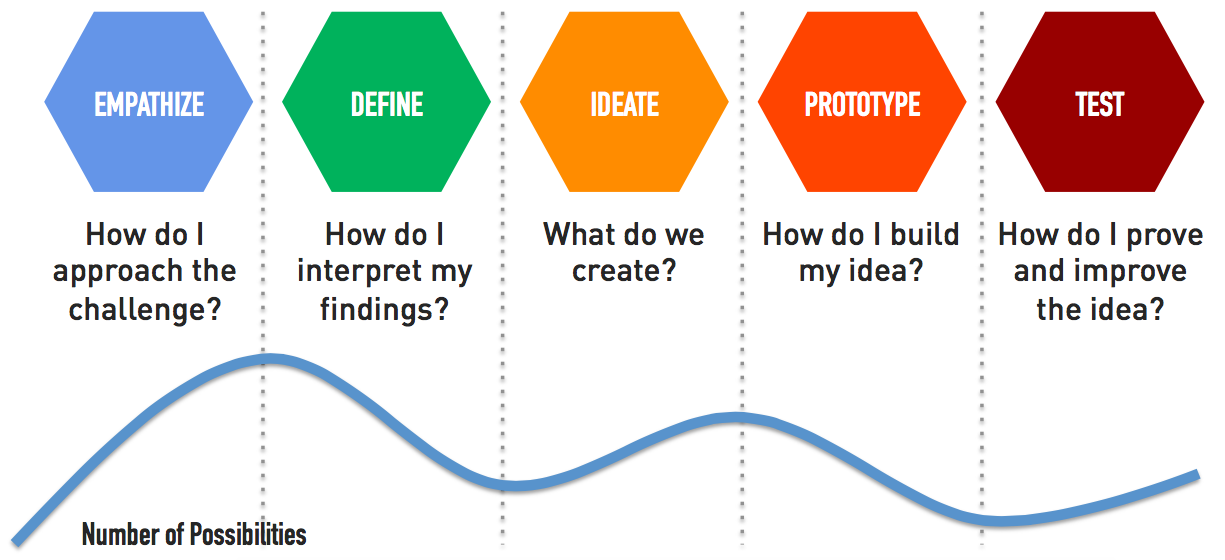 EMPATHIZE
DEFINE
IDEATE
PROTOTYPE
TEST
How do I
approach the
challenge?
How do I
interpret my
findings?
What do we
create?
How do I build
my idea?
How do I prove
and improve
the idea?
Number of Possibilities